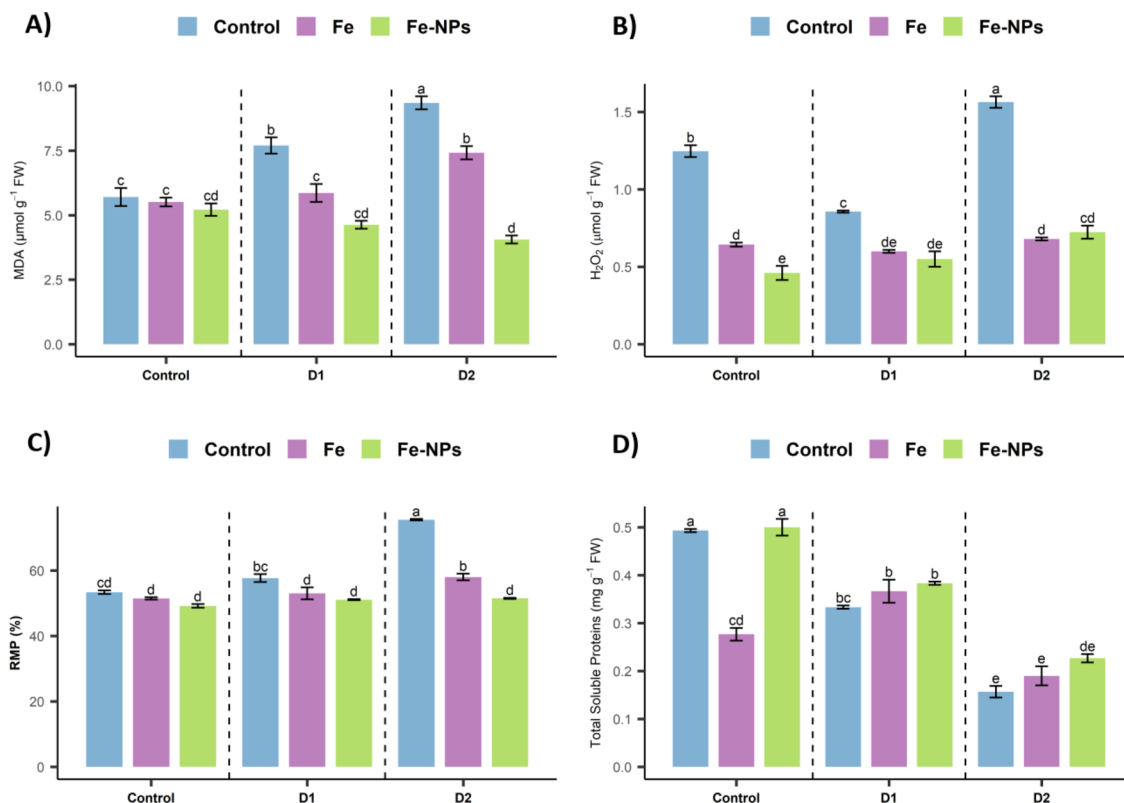 A)
Control Fe Fe-NPs
MDA (µmol g⁻¹ FW)
10.0
7.5
5.0
2.5
0.0
c c cd b c cd a b d
Control D1 D2
B)
Control Fe Fe-NPs
H₂O₂ (µmol g⁻¹ FW)
1.5
1.0
0.5
0.0
b d e c de de a d cd
Control D1 D2
C)
Control Fe Fe-NPs
RMP (%)
60
40
20
0
cd d d bc d d a b d
Control D1 D2
D)
Control Fe Fe-NPs
Total Soluble Proteins (mg g⁻¹ FW)
0.5
0.4
0.3
0.2
0.1
0.0
a cd a bc b b e e de
Control D1 D2